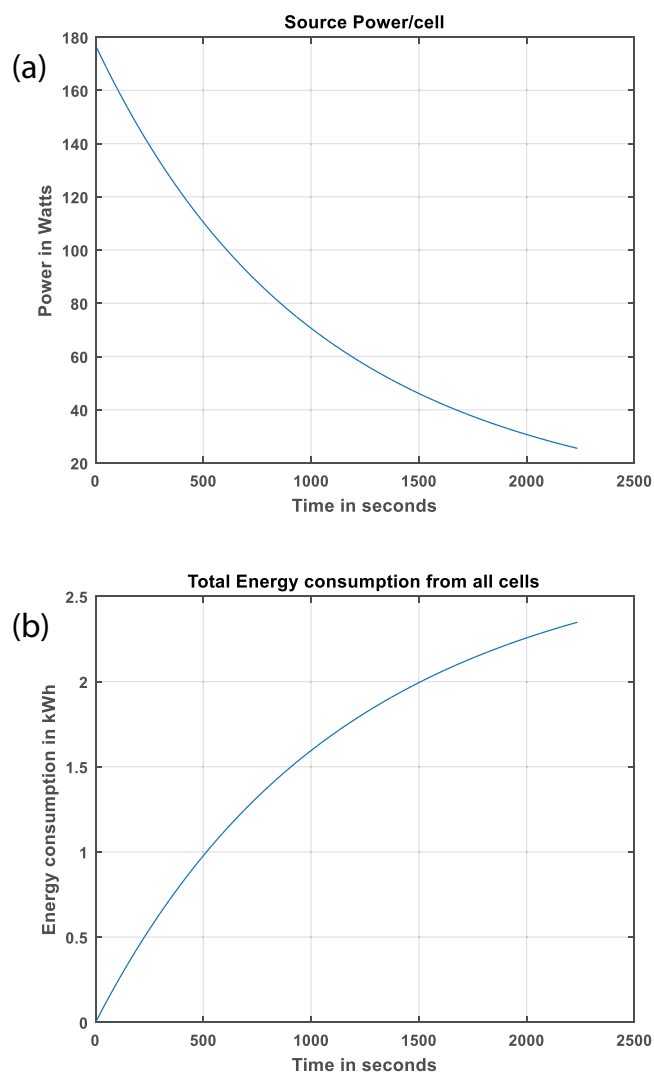 Source Power/cell
(a)
180
160
140
120
100
80
60
40
20
Power in Watts
0 500 1000 1500 2000 2500
Time in seconds
Total Energy consumption from all cells
(b)
2.5
2
1.5
1
0.5
0
Energy consumption in kWh
0 500 1000 1500 2000 2500
Time in seconds